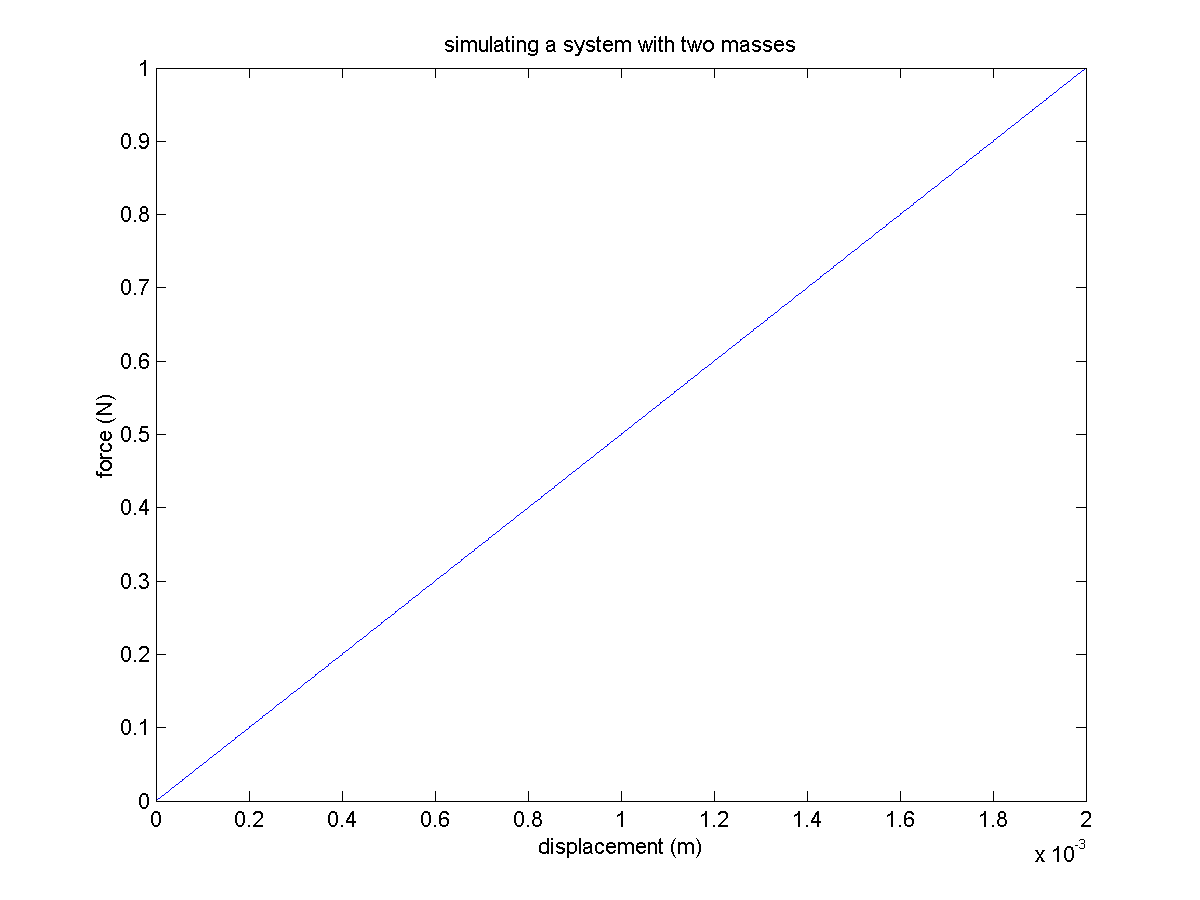 simulating a system with two masses
1
0.9
0.8
0.7
0.6
0.5
0.4
0.3
0.2
0.1
0
force (N)
0 0.2 0.4 0.6 0.8 1 1.2 1.4 1.6 1.8 2
displacement (m)
x 10⁻³